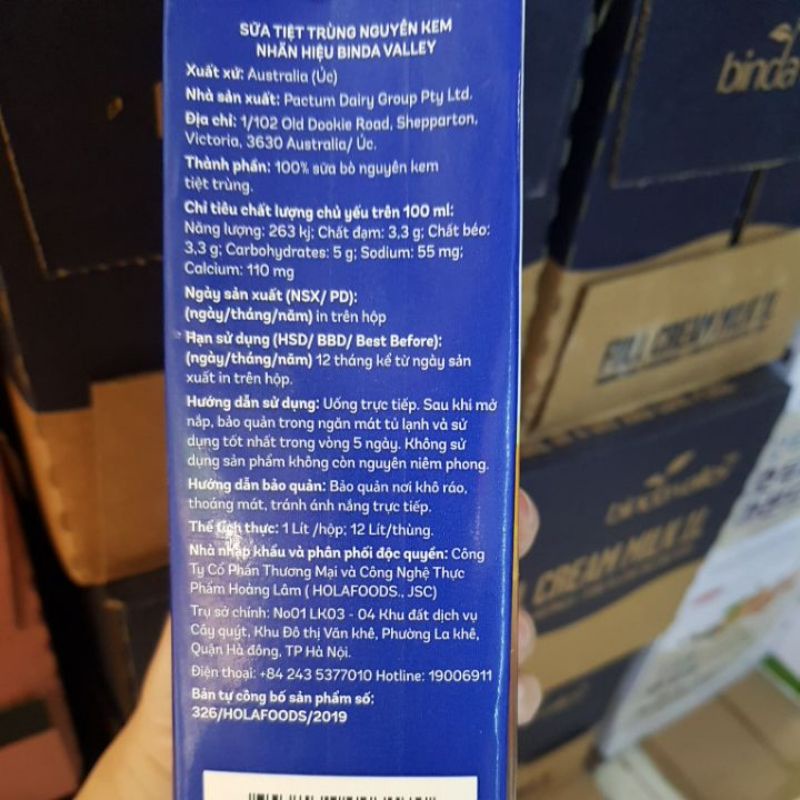 SỮA TIỆT TRÙNG NGUYÊN KEM
NHÃN HIỆU BINDA VALLEY
Xuất xứ: Australia (Úc)
Nhà sản xuất: Pactum Dairy Group Pty Ltd.
Địa chỉ: 1/102 Old Dookie Road, Shepparton,
Victoria, 3630 Australia/ Úc.
Thành phần: 100% sữa bò nguyên kem
tiệt trùng.
Chỉ tiêu chất lượng chủ yếu trên 100 ml:
Năng lượng: 263 kj; Chất đạm: 3,3 g; Chất béo:
3,3 g; Carbohydrates: 5 g; Sodium: 55 mg;
Calcium: 110 mg
Ngày sản xuất (NSX/ PD):
(ngày/tháng/năm) in trên hộp
Hạn sử dụng (HSD/ BBD/ Best Before):
(ngày/tháng/năm) 12 tháng kể từ ngày sản
xuất in trên hộp.
Hướng dẫn sử dụng: Uống trực tiếp. Sau khi mở
nắp, bảo quản trong ngăn mát tủ lạnh và sử
dụng tốt nhất trong vòng 5 ngày. Không sử
dụng sản phẩm không còn nguyên niêm phong.
Hướng dẫn bảo quản: Bảo quản nơi khô ráo,
thoáng mát, tránh ánh nắng trực tiếp.
Thể tích thực: 1 Lít /hộp; 12 Lít/thùng.
Nhà nhập khẩu và phân phối độc quyền: Công
Ty Cổ Phần Thương Mại và Công Nghệ Thực
Phẩm Hoàng Lâm ( HOLAFOODS., JSC)
Trụ sở chính: No01 LK03 - 04 Khu đất dịch vụ
Cây quýt, Khu Đô thị Văn khê, Phường La khê,
Quận Hà đông, TP Hà Nội.
Điện thoại: +84 243 5377010 Hotline: 19006911
Bản tự công bố sản phẩm số:
326/HOLAFOODS/2019
binda
FULL CREAM MILK 1L
binda valley
CREAM MILK 1L